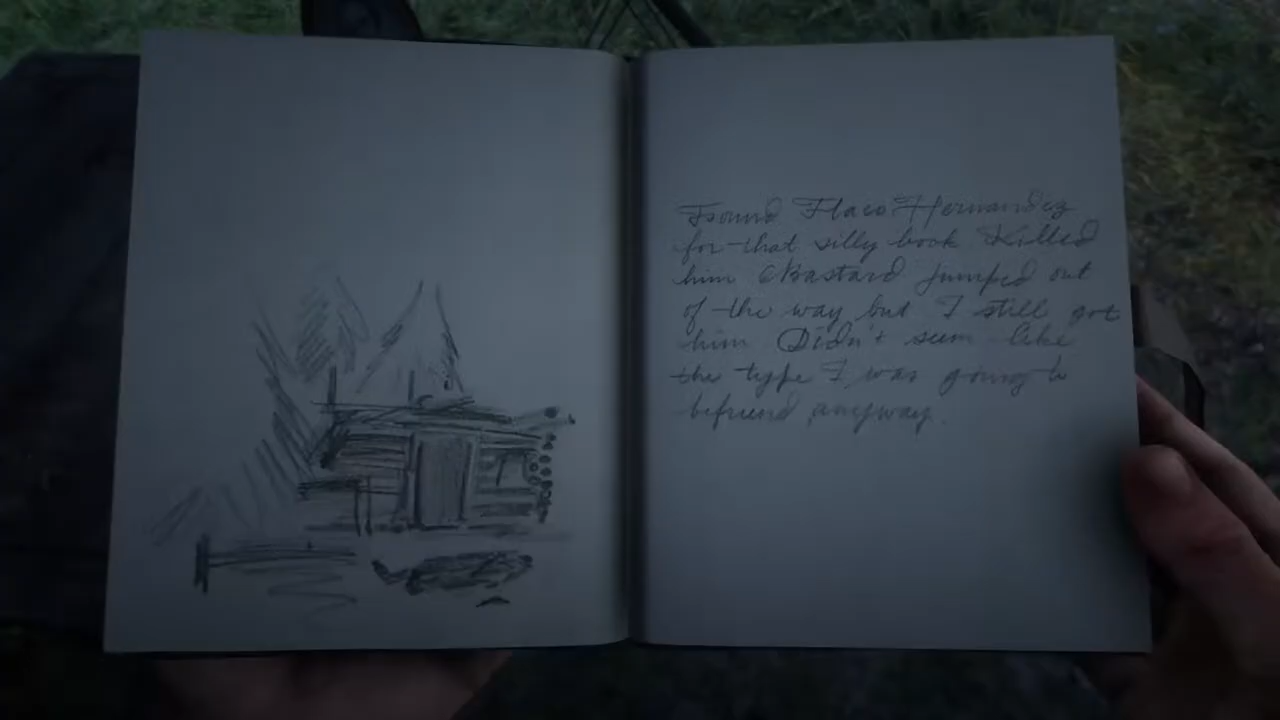 Found Flaco Hernandez
for that silly book Killed
him Bastard jumped out
of the way but I still got
him Didn't seem like
the type I was going to
befriend anyway.